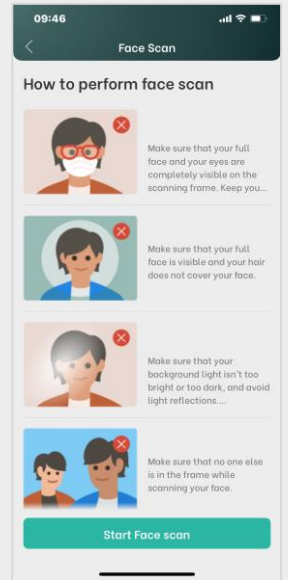 09:46
Face Scan
How to perform face scan
Make sure that your full
face and your eyes are
completely visible on the
scanning frame. Keep you...
Make sure that your full
face is visible and your hair
does not cover your face.
Make sure that your
background light isn't too
bright or too dark, and avoid
light reflections....
Make sure that no one else
is in the frame while
scanning your face.
Start Face scan